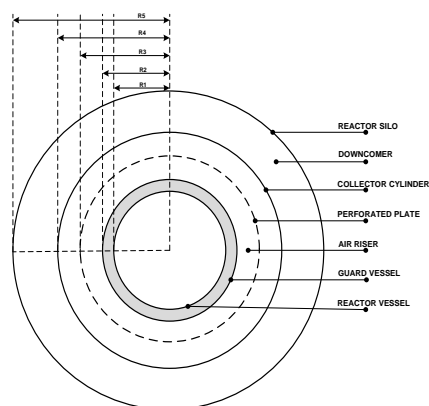 R5
R4
R3
R2
R1
REACTOR SILO
DOWNCOMER
COLLECTOR CYLINDER
PERFORATED PLATE
AIR RISER
GUARD VESSEL
REACTOR VESSEL